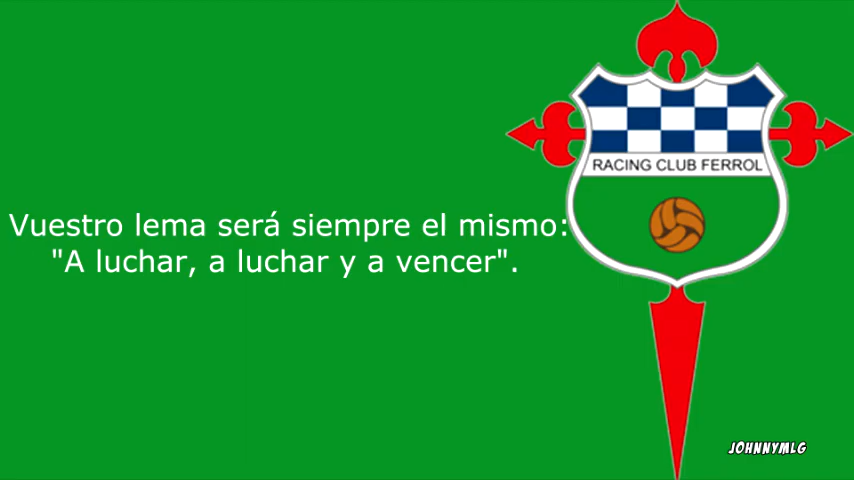 RACING CLUB FERROL
Vuestro lema será siempre el mismo:
"A luchar, a luchar y a vencer".
JOHNNYMLG